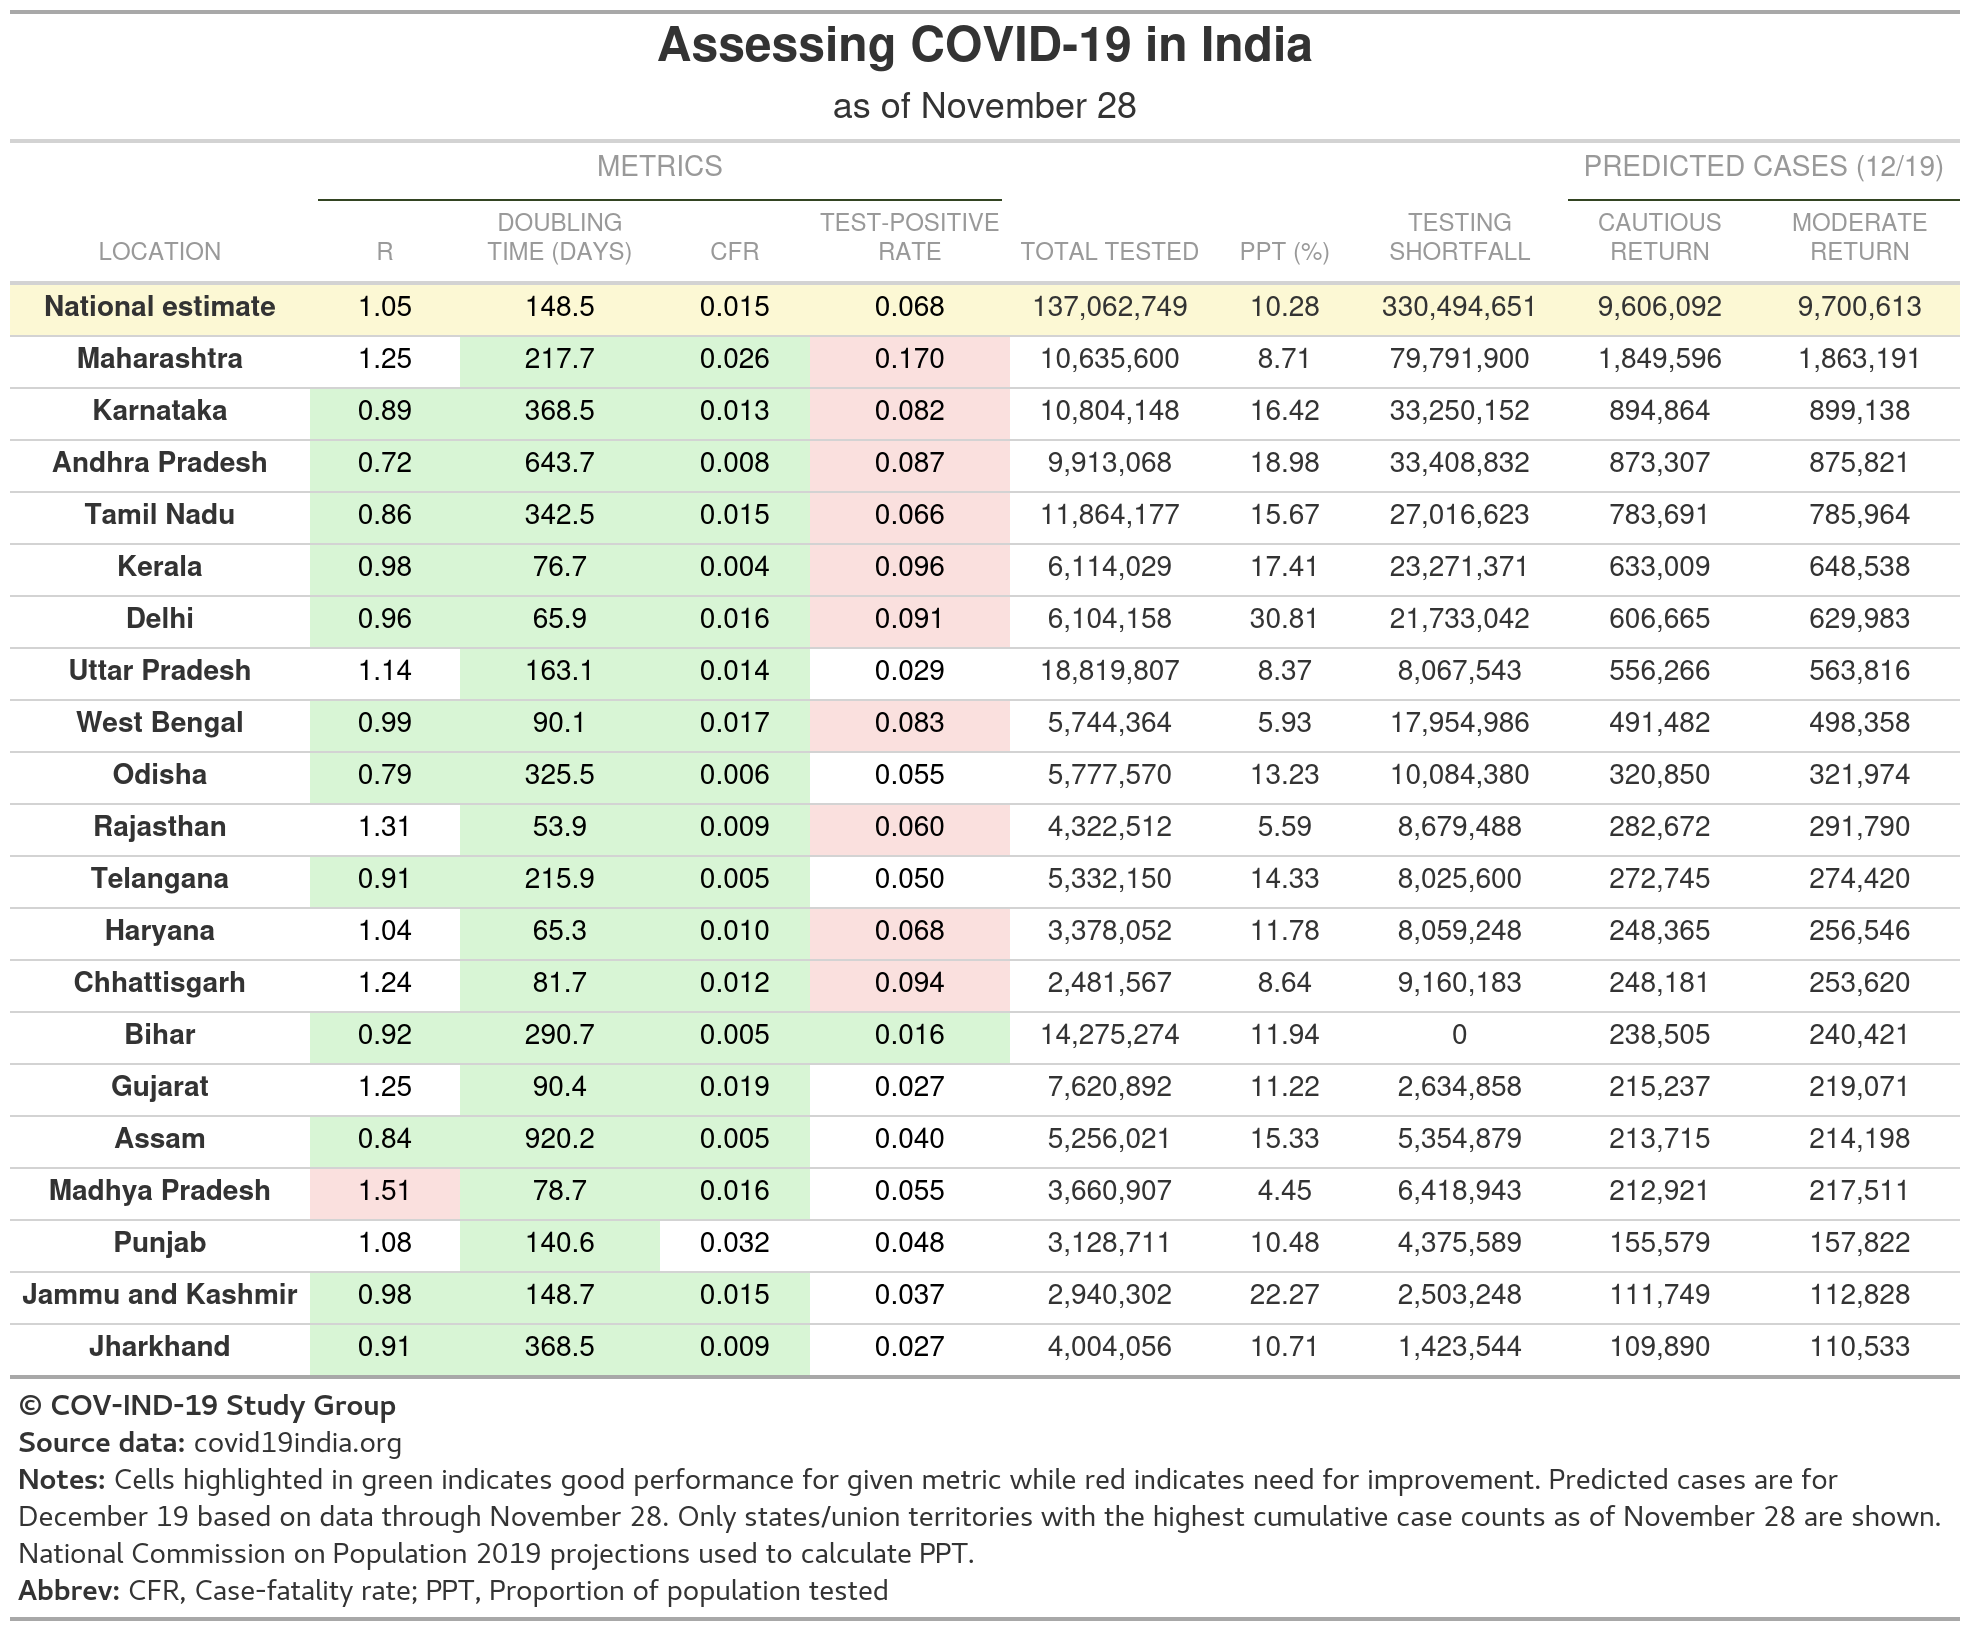 Assessing COVID-19 in India
as of November 28
METRICS PREDICTED CASES (12/19)
LOCATION R DOUBLING TIME (DAYS) CFR TEST-POSITIVE RATE TOTAL TESTED PPT (%) TESTING SHORTFALL CAUTIOUS RETURN MODERATE RETURN
National estimate 1.05 148.5 0.015 0.068 137,062,749 10.28 330,494,651 9,606,092 9,700,613
Maharashtra 1.25 217.7 0.026 0.170 10,635,600 8.71 79,791,900 1,849,596 1,863,191
Karnataka 0.89 368.5 0.013 0.082 10,804,148 16.42 33,250,152 894,864 899,138
Andhra Pradesh 0.72 643.7 0.008 0.087 9,913,068 18.98 33,408,832 873,307 875,821
Tamil Nadu 0.86 342.5 0.015 0.066 11,864,177 15.67 27,016,623 783,691 785,964
Kerala 0.98 76.7 0.004 0.096 6,114,029 17.41 23,271,371 633,009 648,538
Delhi 0.96 65.9 0.016 0.091 6,104,158 30.81 21,733,042 606,665 629,983
Uttar Pradesh 1.14 163.1 0.014 0.029 18,819,807 8.37 8,067,543 556,266 563,816
West Bengal 0.99 90.1 0.017 0.083 5,744,364 5.93 17,954,986 491,482 498,358
Odisha 0.79 325.5 0.006 0.055 5,777,570 13.23 10,084,380 320,850 321,974
Rajasthan 1.31 53.9 0.009 0.060 4,322,512 5.59 8,679,488 282,672 291,790
Telangana 0.91 215.9 0.005 0.050 5,332,150 14.33 8,025,600 272,745 274,420
Haryana 1.04 65.3 0.010 0.068 3,378,052 11.78 8,059,248 248,365 256,546
Chhattisgarh 1.24 81.7 0.012 0.094 2,481,567 8.64 9,160,183 248,181 253,620
Bihar 0.92 290.7 0.005 0.016 14,275,274 11.94 0 238,505 240,421
Gujarat 1.25 90.4 0.019 0.027 7,620,892 11.22 2,634,858 215,237 219,071
Assam 0.84 920.2 0.005 0.040 5,256,021 15.33 5,354,879 213,715 214,198
Madhya Pradesh 1.51 78.7 0.016 0.055 3,660,907 4.45 6,418,943 212,921 217,511
Punjab 1.08 140.6 0.032 0.048 3,128,711 10.48 4,375,589 155,579 157,822
Jammu and Kashmir 0.98 148.7 0.015 0.037 2,940,302 22.27 2,503,248 111,749 112,828
Jharkhand 0.91 368.5 0.009 0.027 4,004,056 10.71 1,423,544 109,890 110,533
© COV-IND-19 Study Group
Source data: covid19india.org
Notes: Cells highlighted in green indicates good performance for given metric while red indicates need for improvement. Predicted cases are for
December 19 based on data through November 28. Only states/union territories with the highest cumulative case counts as of November 28 are shown.
National Commission on Population 2019 projections used to calculate PPT.
Abbrev: CFR, Case-fatality rate; PPT, Proportion of population tested